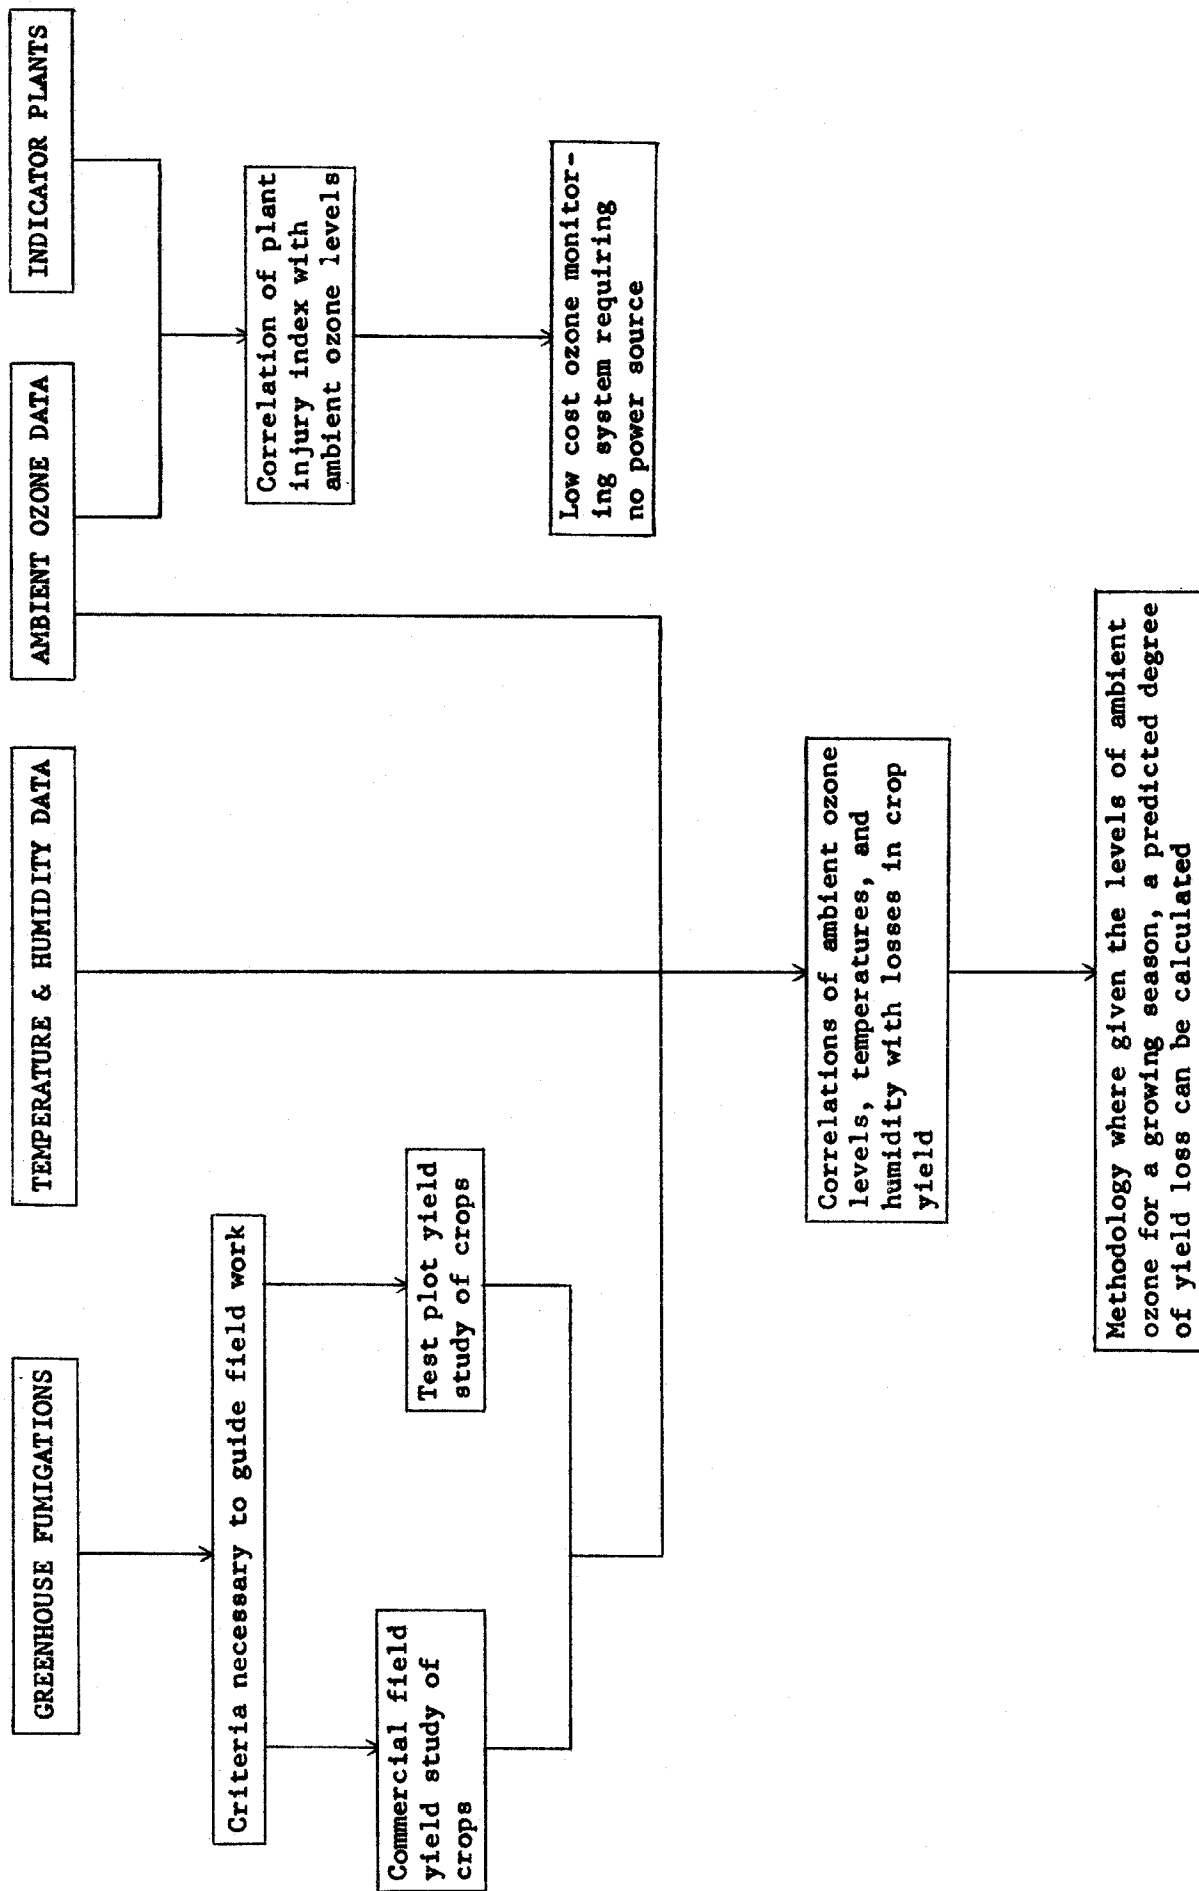 GREENHOUSE FUMIGATIONS
TEMPERATURE & HUMIDITY DATA
AMBIENT OZONE DATA
INDICATOR PLANTS
Criteria necessary to guide field work
Commercial field
yield study of
crops
Test plot yield
study of crops
Correlation of plant
injury index with
ambient ozone levels
Low cost ozone monitor-
ing system requiring
no power source
Correlations of ambient ozone
levels, temperatures, and
humidity with losses in crop
yield
Methodology where given the levels of ambient
ozone for a growing season, a predicted degree
of yield loss can be calculated